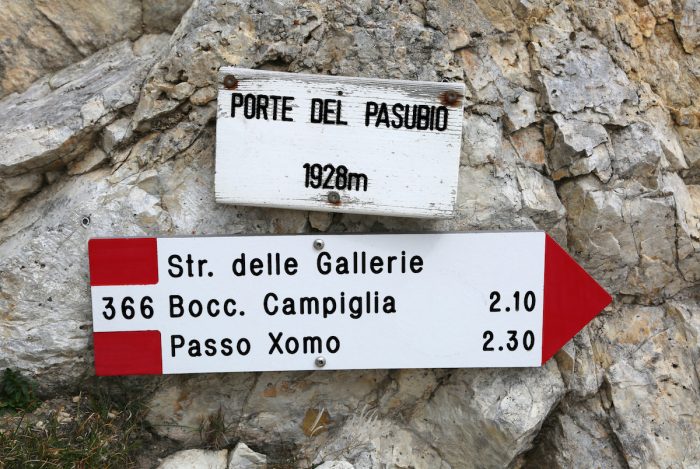 PORTE DEL PASUBIO
1928m
Str. delle Gallerie
366 Bocc. Campiglia 2.10
Passo Xomo 2.30